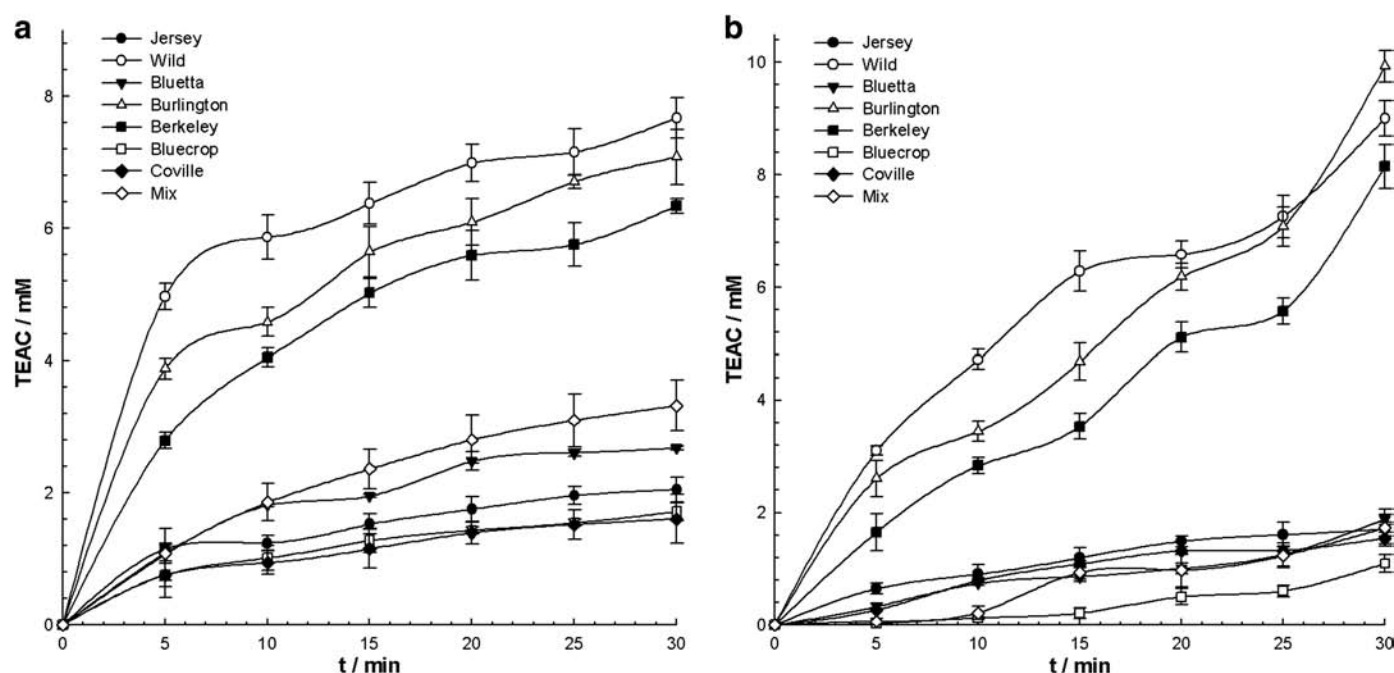 a
Jersey
Wild
Bluetta
Burlington
Berkeley
Bluecrop
Coville
Mix
TEAC / mM
8
6
4
2
0
0 5 10 15 20 25 30
t / min
b
Jersey
Wild
Bluetta
Burlington
Berkeley
Bluecrop
Coville
Mix
TEAC / mM
10
8
6
4
2
0
0 5 10 15 20 25 30
t / min